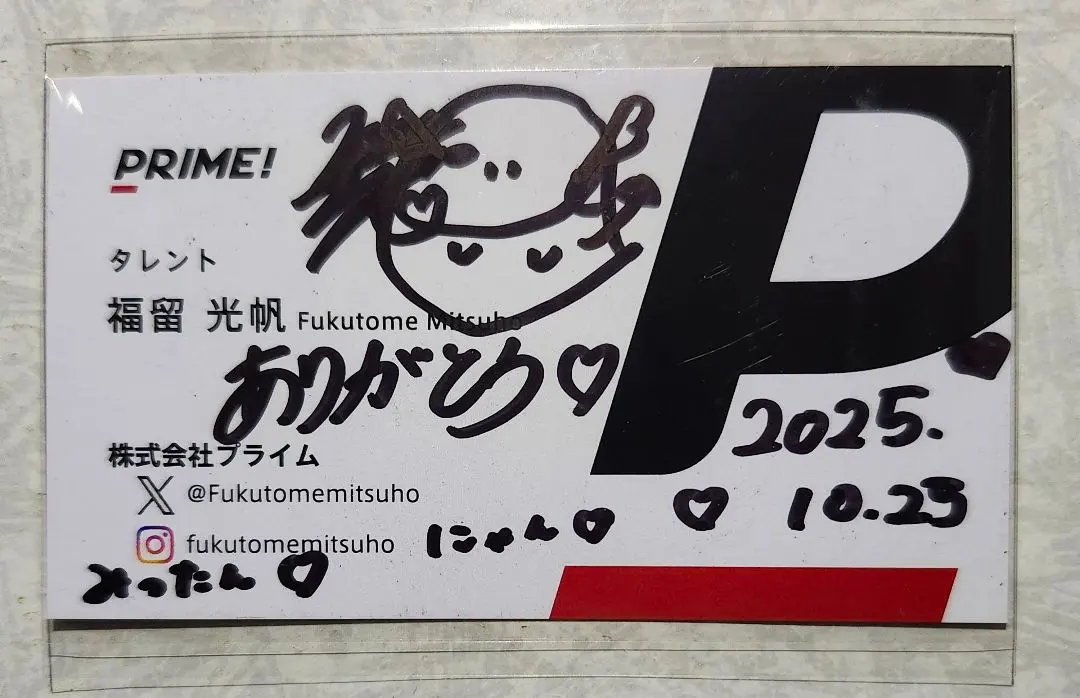 PRIME!
タレント
福留 光帆 Fukutome Mitsuho
ありがとう♡
株式会社プライム
@Fukutomemitsuho
fukutomemitsuho
にゃん♡
みったん♡
2025.
♡ 10.23